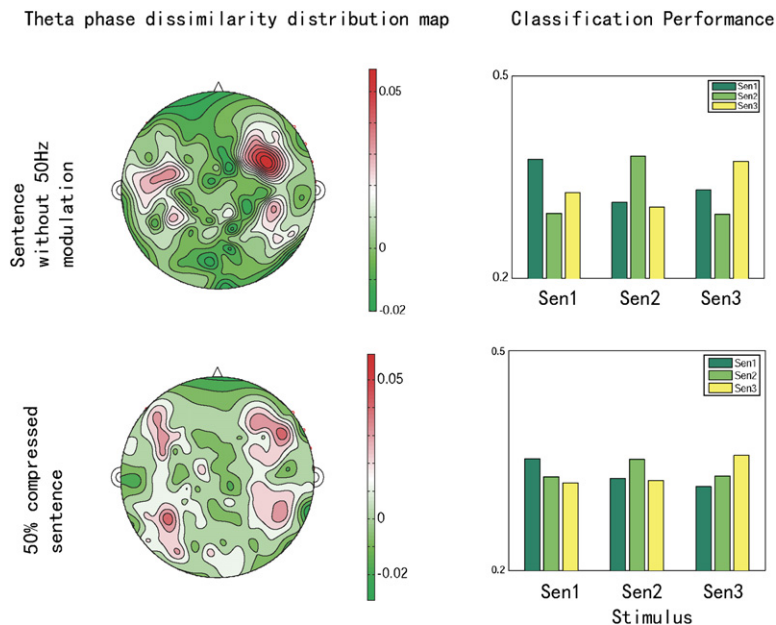 Theta phase dissimilarity distribution map
Classification Performance
Sentence
without 50Hz
modulation
0.05
0
-0.02
0.5
0.2
Sen1
Sen2
Sen3
Sen1
Sen2
Sen3
50% compressed
sentence
0.05
0
-0.02
0.5
0.2
Sen1
Sen2
Sen3
Sen1
Sen2
Sen3
Stimulus